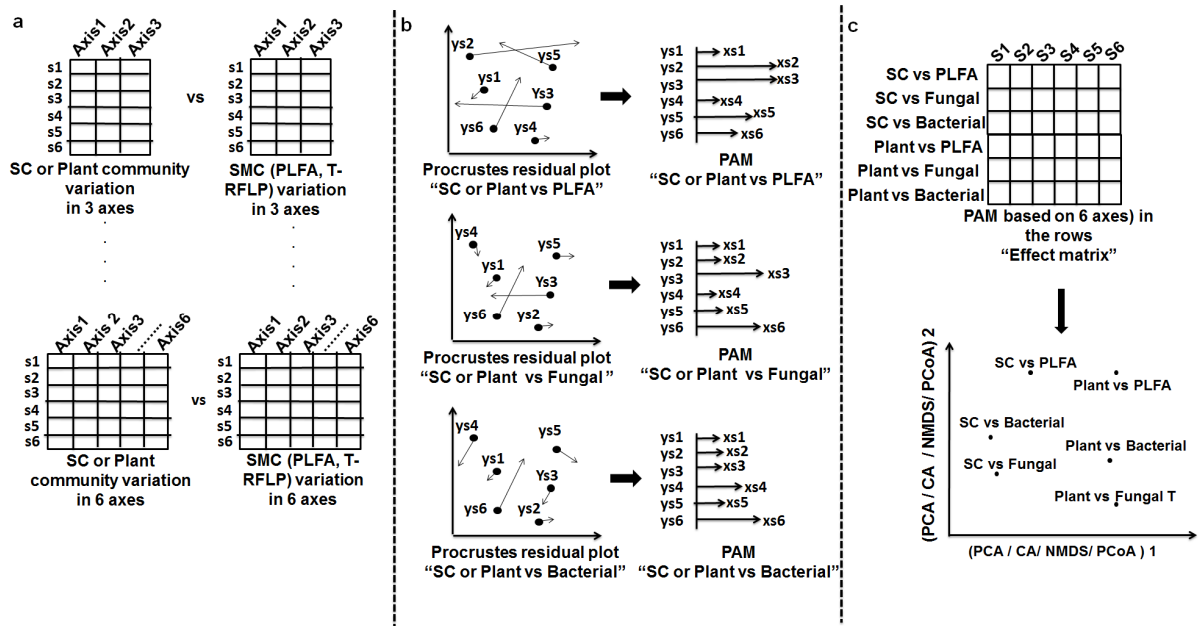 a
Axis1 Axis2 Axis3
s1
s2
s3
s4
s5
s6
SC or Plant community
variation
in 3 axes
vs
Axis1 Axis2 Axis3
s1
s2
s3
s4
s5
s6
SMC (PLFA, T-
RFLP) variation
in 3 axes
Axis1 Axis 2 Axis3 ........ Axis6
s1
s2
s3
s4
s5
s6
SC or Plant
community variation
in 6 axes
vs
Axis1 Axis2 Axis3 ........ Axis6
s1
s2
s3
s4
s5
s6
SMC (PLFA, T-
RFLP) variation
in 6 axes
b
ys2
ys5
ys1
Ys3
ys6
ys4
Procrustes residual plot
“SC or Plant vs PLFA”
ys1 xs1
ys2 xs2
ys3 xs3
ys4 xs4
ys5 xs5
ys6 xs6
PAM
“SC or Plant vs PLFA”
ys4
ys5
ys1
Ys3
ys6
ys2
Procrustes residual plot
“SC or Plant vs Fungal”
ys1 xs1
ys2 xs2
ys3 xs3
ys4 xs4
ys5 xs5
ys6 xs6
PAM
“SC or Plant vs Fungal”
ys4
ys5
ys1
Ys3
ys6
ys2
Procrustes residual plot
“SC or Plant vs Bacterial”
ys1 xs1
ys2 xs2
ys3 xs3
ys4 xs4
ys5 xs5
ys6 xs6
PAM
“SC or Plant vs Bacterial”
c
S1 S2 S3 S4 S5 S6
SC vs PLFA
SC vs Fungal
SC vs Bacterial
Plant vs PLFA
Plant vs Fungal
Plant vs Bacterial
PAM based on 6 axes) in
the rows
“Effect matrix”
(PCA / CA / NMDS/ PCoA) 2
SC vs PLFA
Plant vs PLFA
SC vs Bacterial
Plant vs Bacterial
SC vs Fungal
Plant vs Fungal T
(PCA / CA/ NMDS/ PCoA ) 1